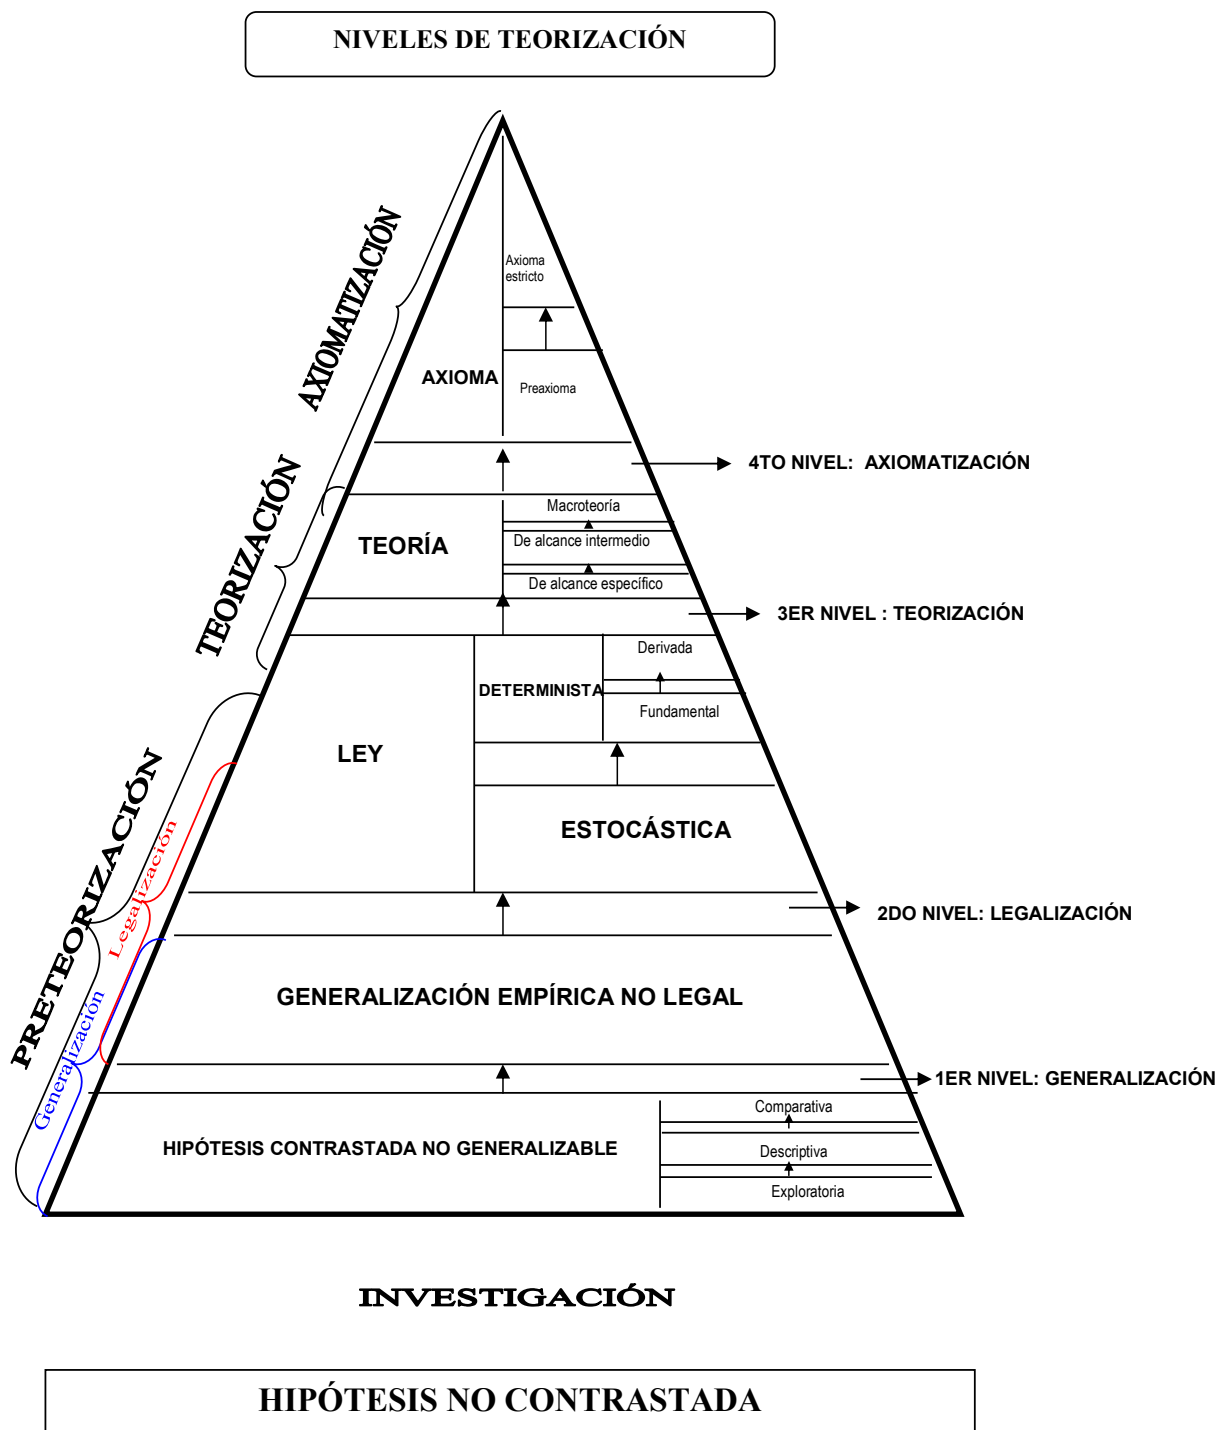 NIVELES DE TEORIZACIÓN
AXIOMATIZACIÓN
Axioma
estricto
AXIOMA
Preaxioma
4TO NIVEL: AXIOMATIZACIÓN
TEORIZACIÓN
Macroteoría
TEORÍA
De alcance intermedio
De alcance específico
3ER NIVEL : TEORIZACIÓN
Derivada
DETERMINISTA
Fundamental
LEY
ESTOCÁSTICA
PRETEORIZACIÓN
Legalización
2DO NIVEL: LEGALIZACIÓN
GENERALIZACIÓN EMPÍRICA NO LEGAL
Generalización
1ER NIVEL: GENERALIZACIÓN
Comparativa
HIPÓTESIS CONTRASTADA NO GENERALIZABLE
Descriptiva
Exploratoria
INVESTIGACIÓN
HIPÓTESIS NO CONTRASTADA